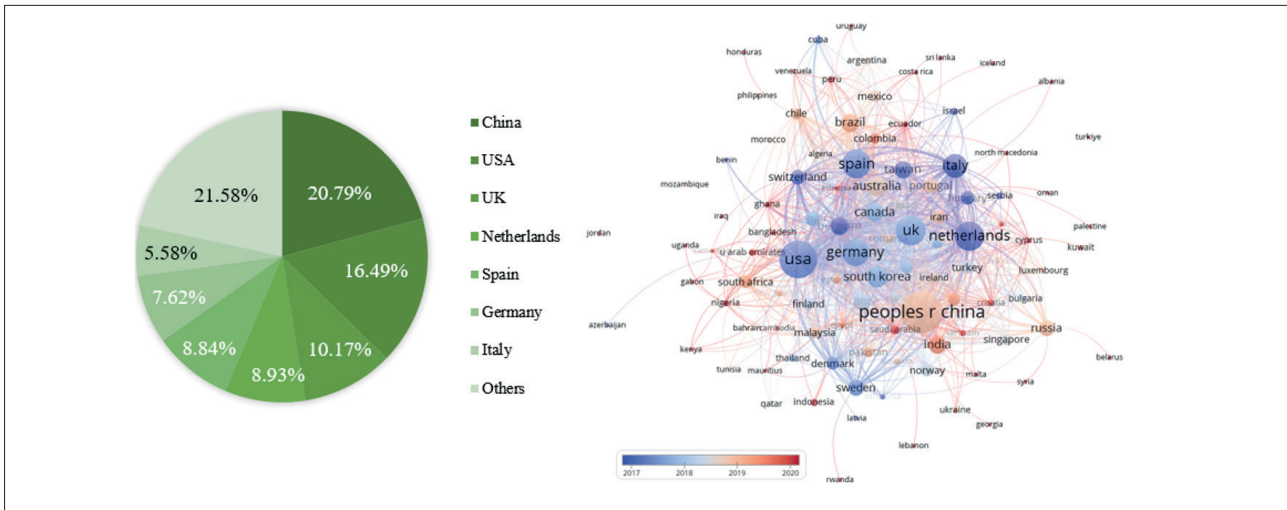 20.79%
16.49%
10.17%
8.93%
8.84%
7.62%
5.58%
21.58%
China
USA
UK
Netherlands
Spain
Germany
Italy
Others
uruguay
cuba
honduras
argentina
sri lanka
iceland
venezuela
costa rica
peru
albania
philippines
mexico
chile
brazil
ecuador
israel
colombia
turkiye
morocco
algeria
north macedonia
benin
spain
taiwan
italy
switzerland
mozambique
australia
portugal
oman
serbia
ghana
canada
iraq
iran
palestine
jordan
bangladesh
uk
netherlands
cyprus
kuwait
uganda
u arab emirates
usa
germany
turkey
luxembourg
gabon
south africa
south korea
ireland
nigeria
finland
croatia
bulgaria
peoples r china
azerbaijan
bahrain
cambodia
egypt
saudi arabia
russia
malaysia
india
singapore
kenya
thailand
pakistan
belarus
tunisia
mauritius
denmark
norway
malta
syria
sweden
qatar
indonesia
ukraine
latvia
georgia
lebanon
rwanda
2017
2018
2019
2020